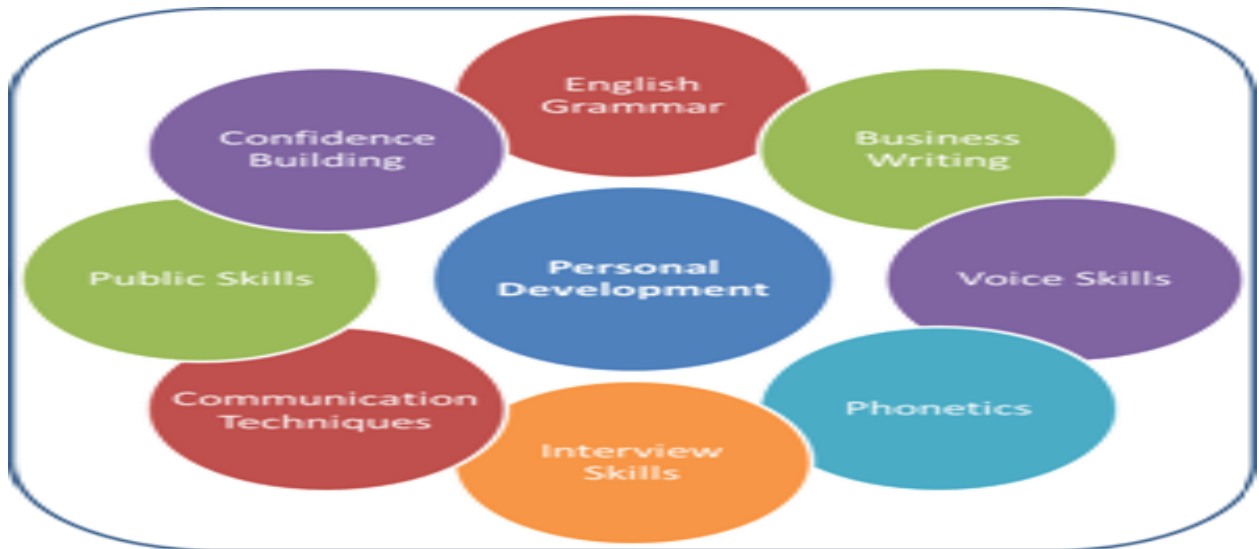 English
Grammar
Business
Writing
Voice Skills
Phonetics
Interview
Skills
Communication
Techniques
Public Skills
Confidence
Building
Personal
Development